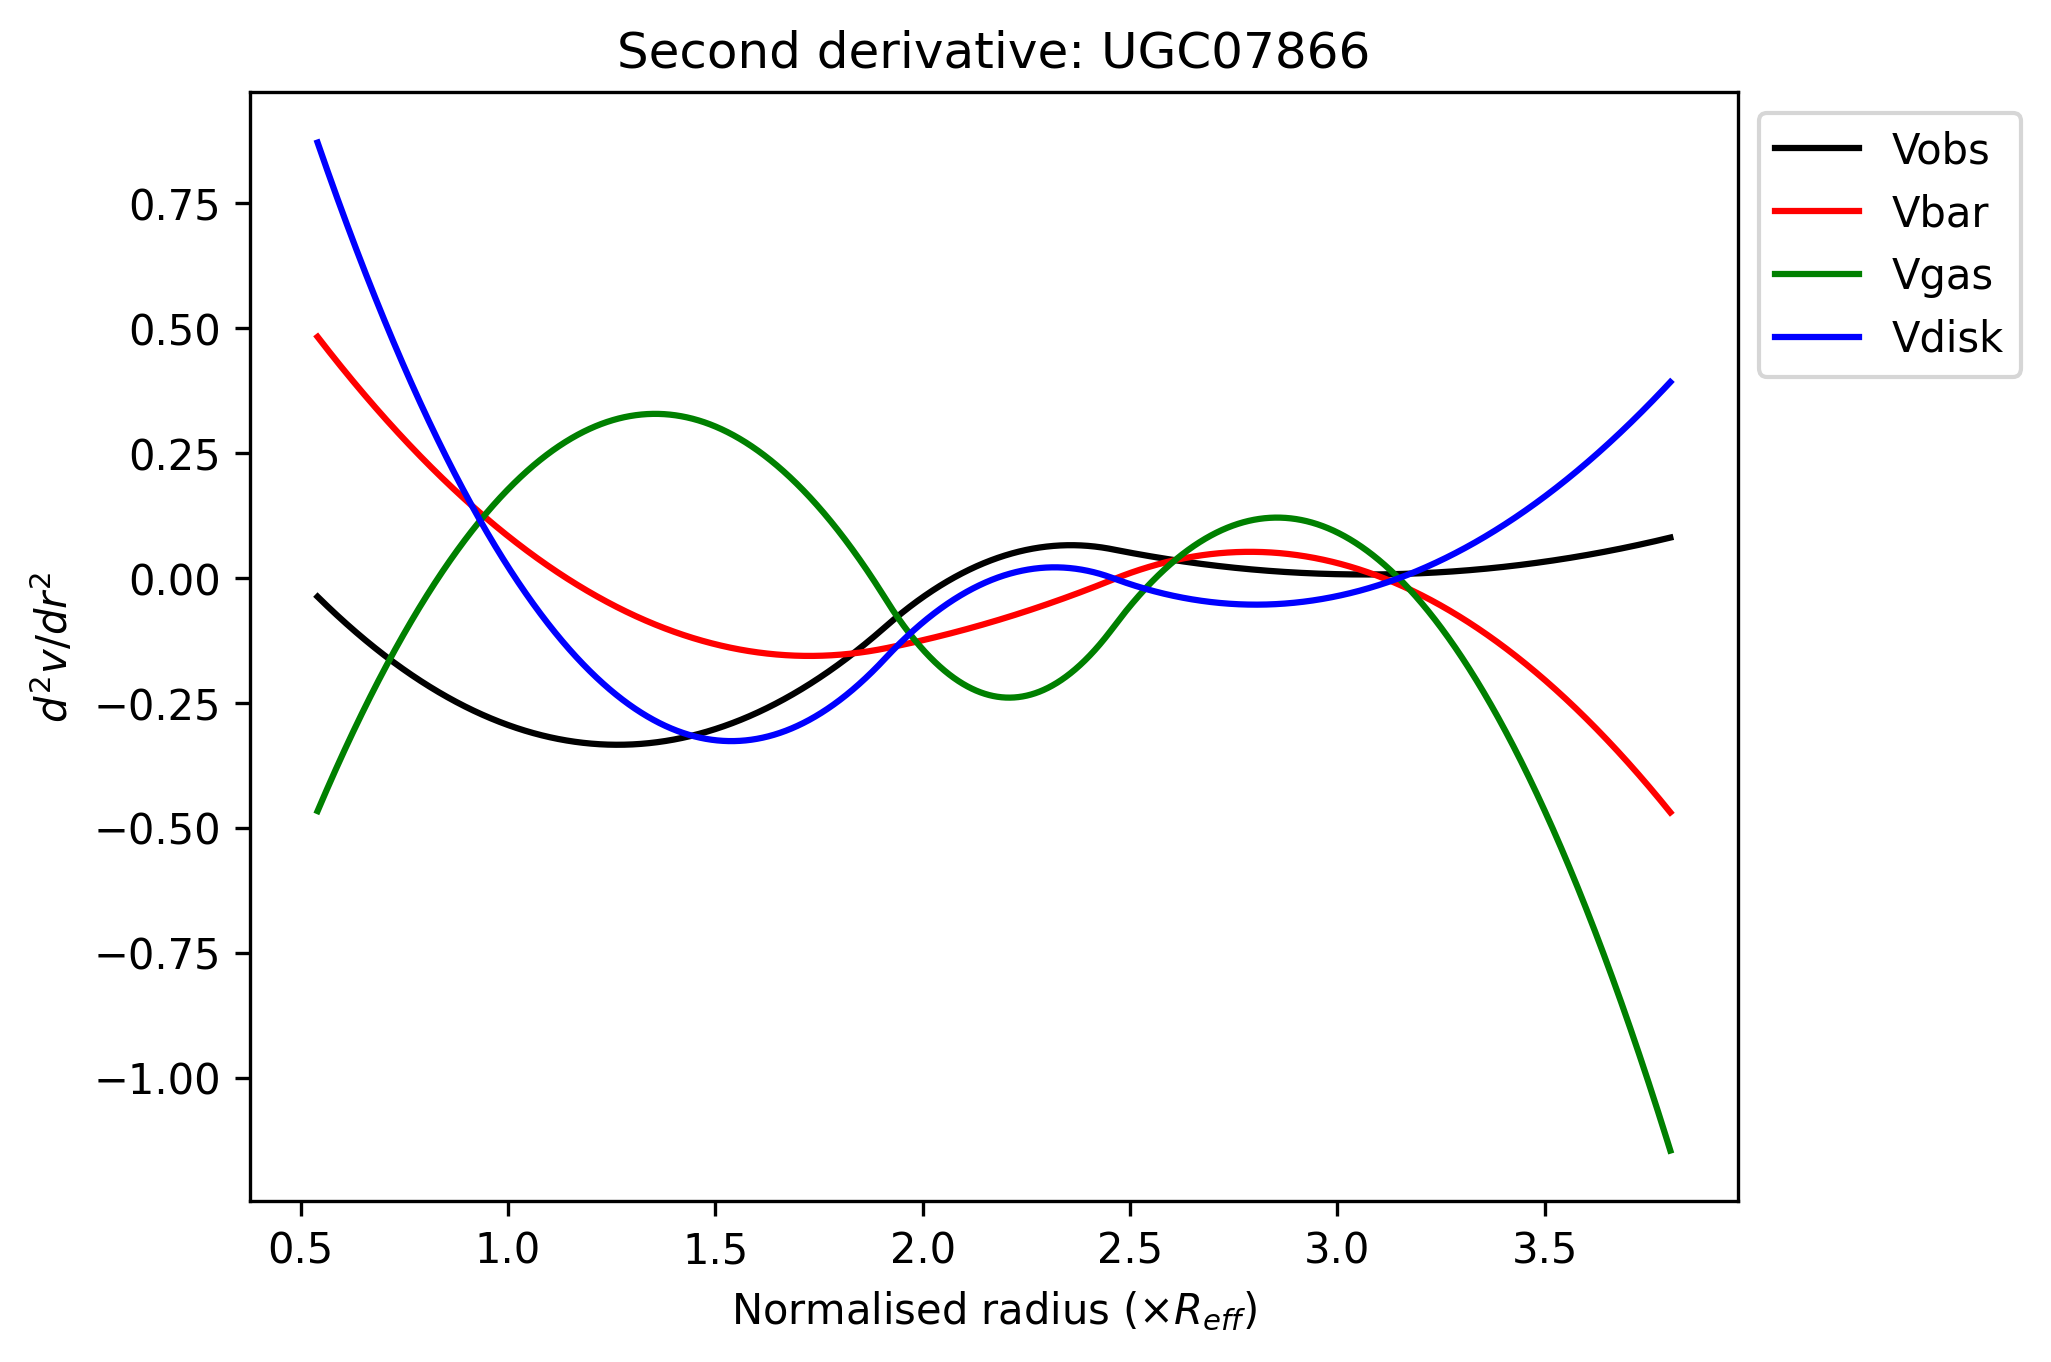 Second derivative: UGC07866
Vobs
Vbar
Vgas
Vdisk
0.75
0.50
0.25
0.00
−0.25
−0.50
−0.75
−1.00
d²v/dr²
0.5 1.0 1.5 2.0 2.5 3.0 3.5
Normalised radius (×R_eff)